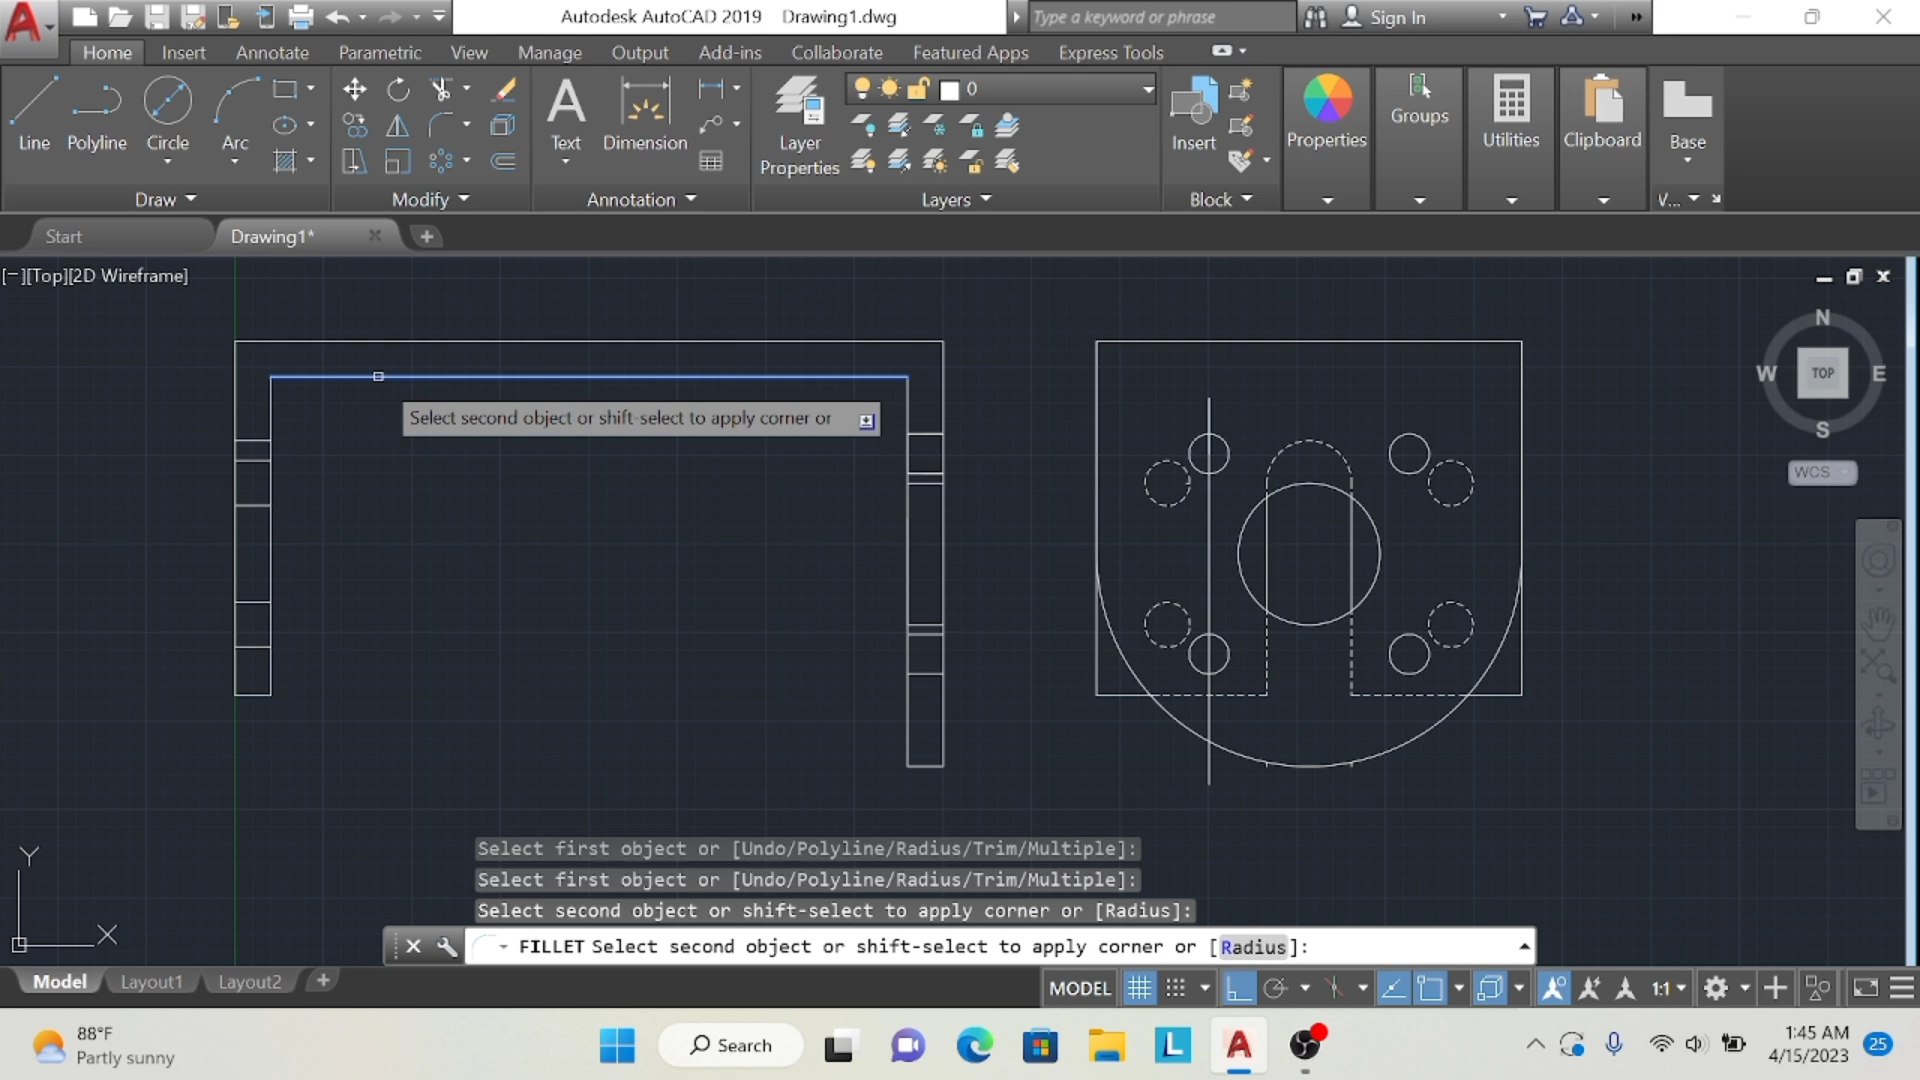 Autodesk AutoCAD 2019 Drawing1.dwg
Type a keyword or phrase
Sign In
Home Insert Annotate Parametric View Manage Output Add-ins Collaborate Featured Apps Express Tools
Line Polyline Circle Arc
Text Dimension
Layer Properties
0
Insert
Properties
Groups
Utilities
Clipboard
Base
Draw Modify Annotation Layers Block V...
Start Drawing1*
[−][Top][2D Wireframe]
N
W TOP E
S
WCS
Select second object or shift-select to apply corner or
Y
X
Select first object or [Undo/Polyline/Radius/Trim/Multiple]:
Select first object or [Undo/Polyline/Radius/Trim/Multiple]:
Select second object or shift-select to apply corner or [Radius]:
FILLET Select second object or shift-select to apply corner or [Radius]:
Model Layout1 Layout2
MODEL 1:1
88°F
Partly sunny
Search
1:45 AM
4/15/2023
25